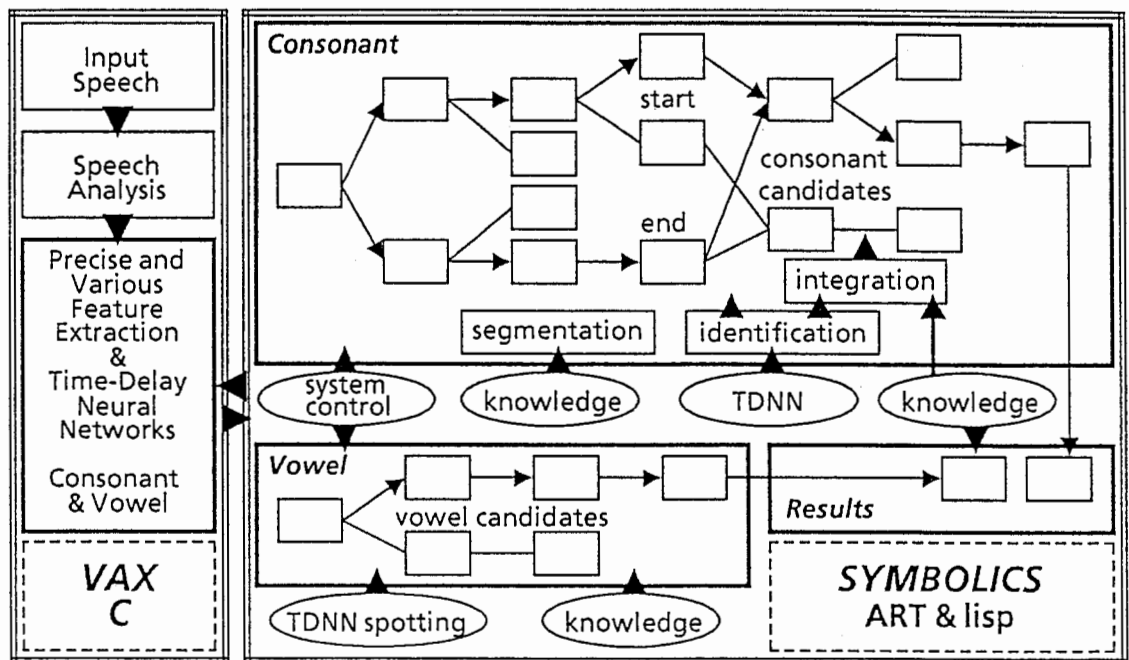 Input
Speech
Speech
Analysis
Precise and
Various
Feature
Extraction
&
Time-Delay
Neural
Networks
Consonant
& Vowel
VAX
C
Consonant
start
consonant
candidates
end
integration
segmentation
identification
system
control
knowledge
TDNN
knowledge
Vowel
vowel candidates
Results
TDNN spotting
knowledge
SYMBOLICS
ART & lisp